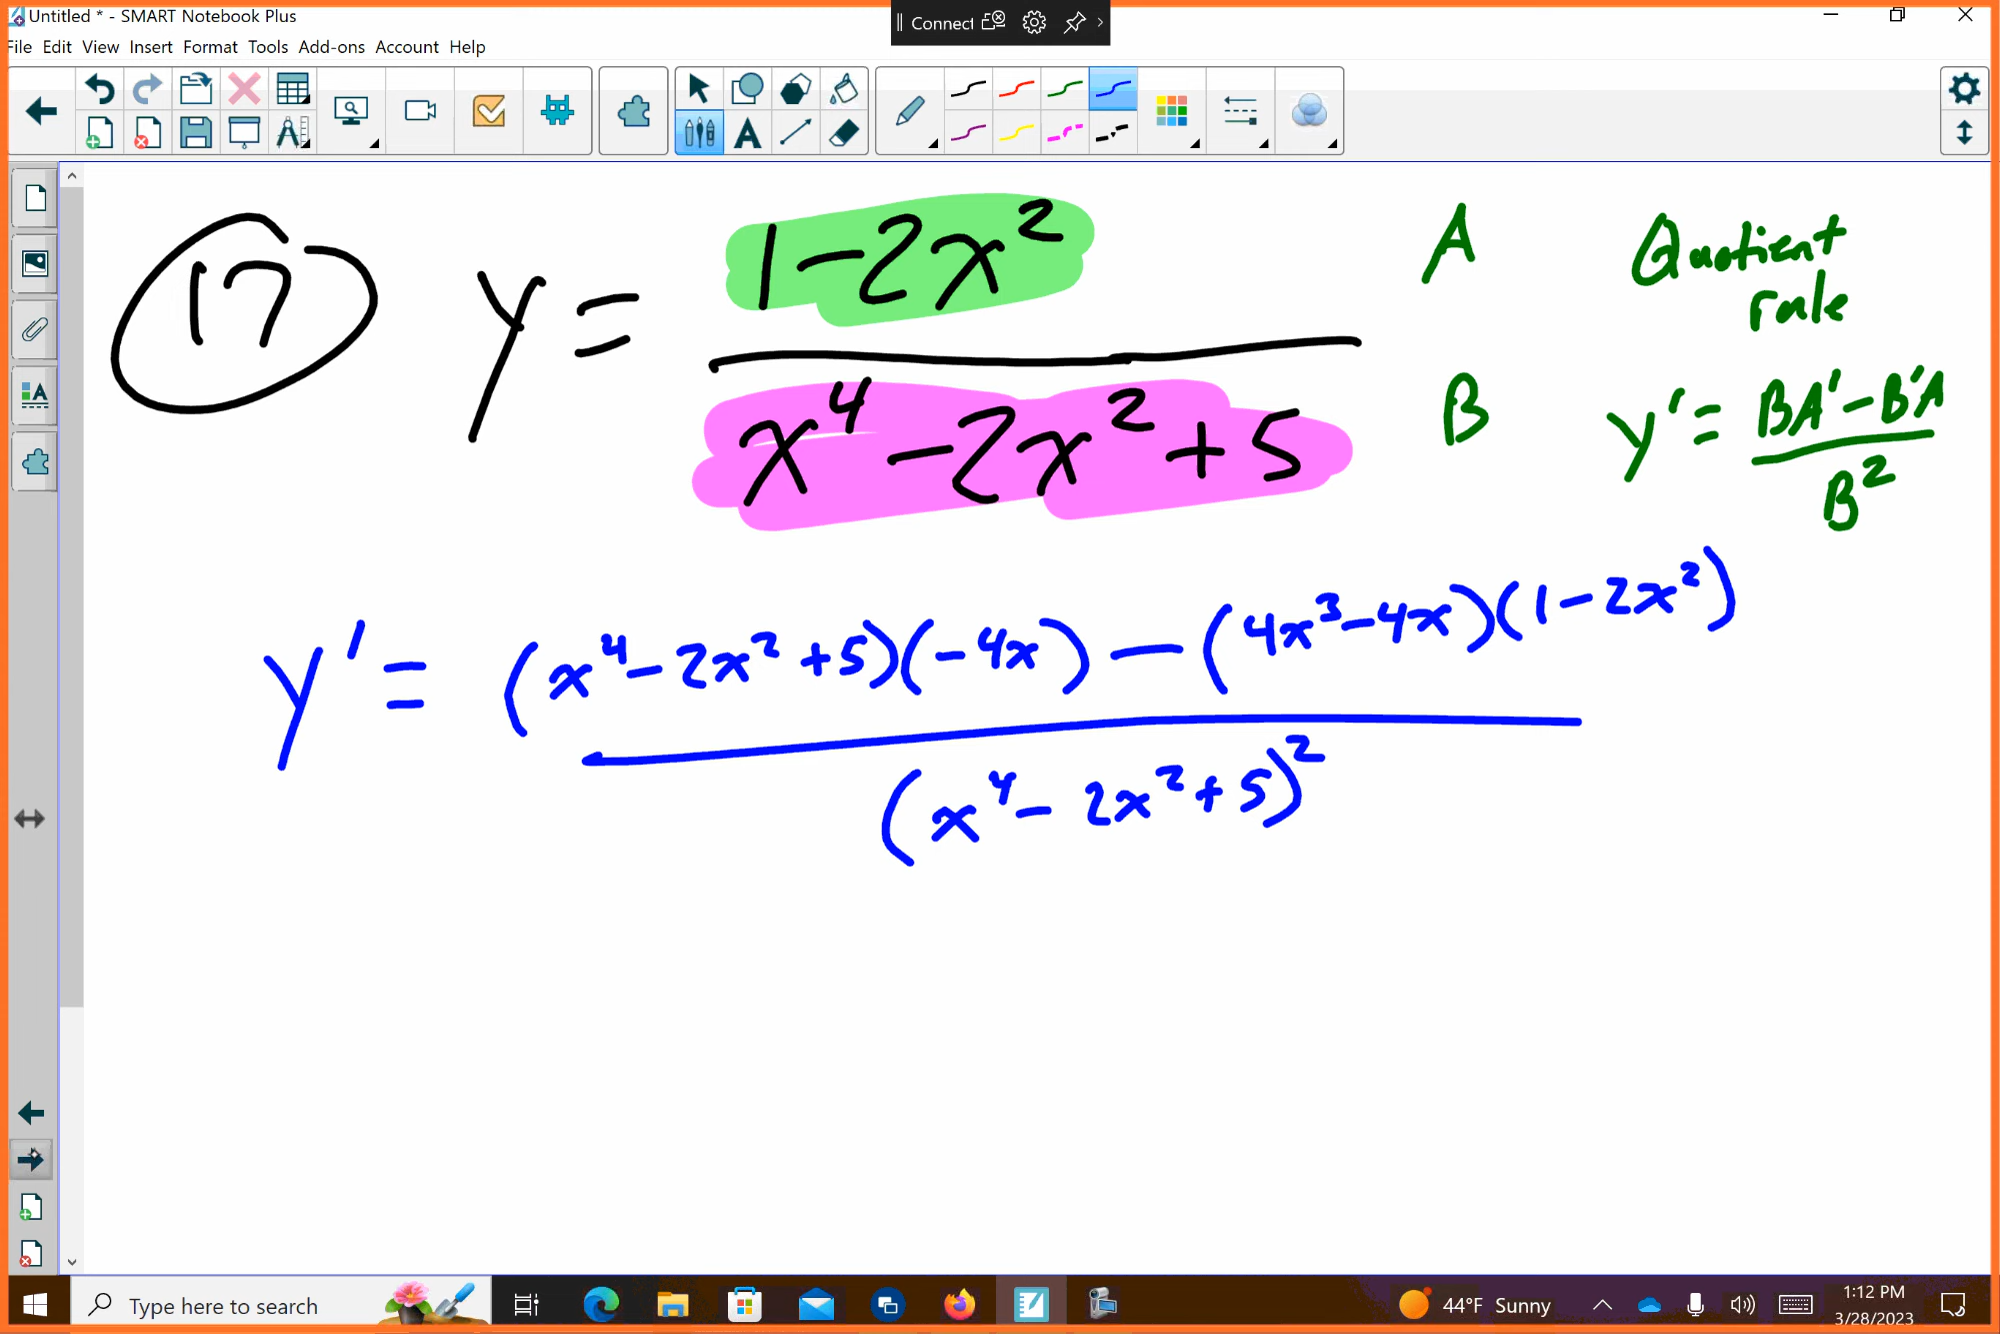 Untitled * - SMART Notebook Plus
Connect
File Edit View Insert Format Tools Add-ons Account Help
17 y = (1 - 2x²) / (x⁴ - 2x² + 5)
A
B
Quotient
rule
y' = (BA' - B'A) / B²
y' = ((x⁴ - 2x² + 5)(-4x) - (4x³ - 4x)(1 - 2x²)) / (x⁴ - 2x² + 5)²
Type here to search
44°F Sunny
1:12 PM
3/28/2023